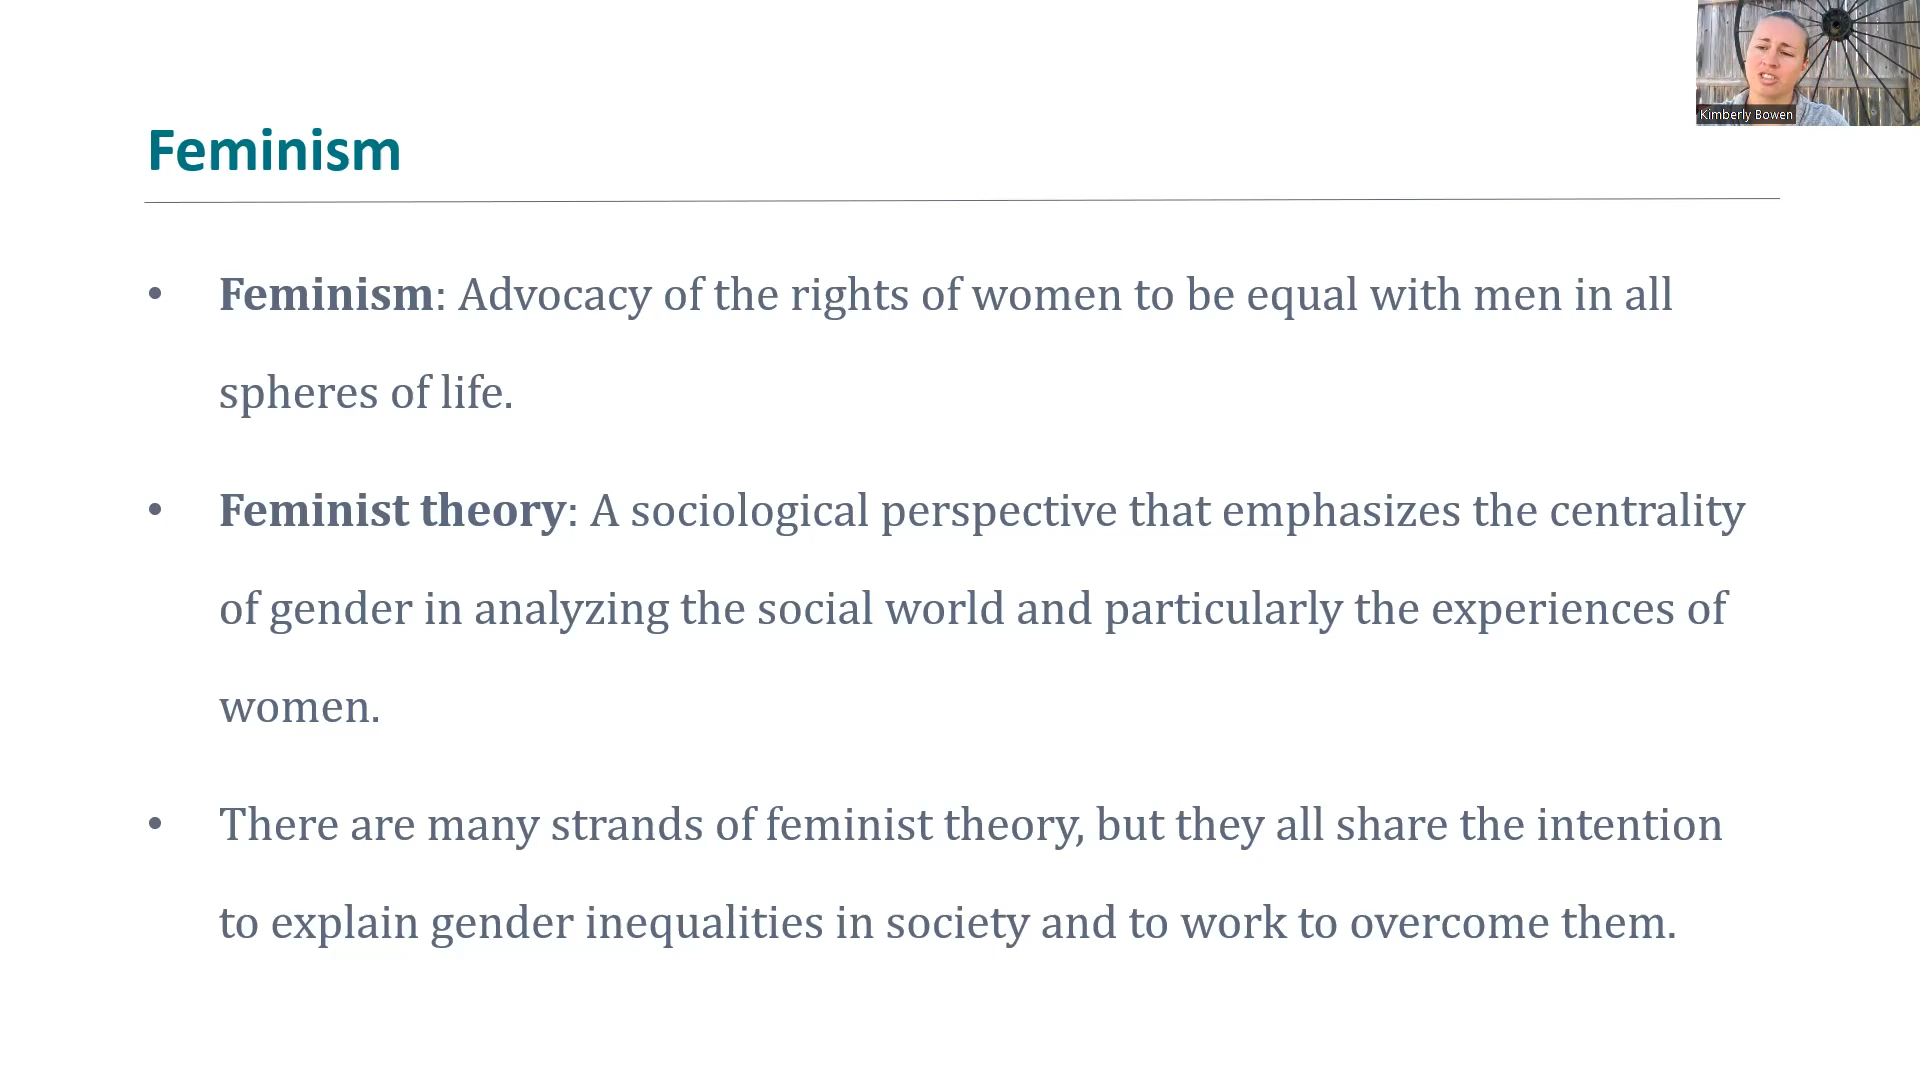 Kimberly Bowen
Feminism
• Feminism: Advocacy of the rights of women to be equal with men in all
spheres of life.
• Feminist theory: A sociological perspective that emphasizes the centrality
of gender in analyzing the social world and particularly the experiences of
women.
• There are many strands of feminist theory, but they all share the intention
to explain gender inequalities in society and to work to overcome them.